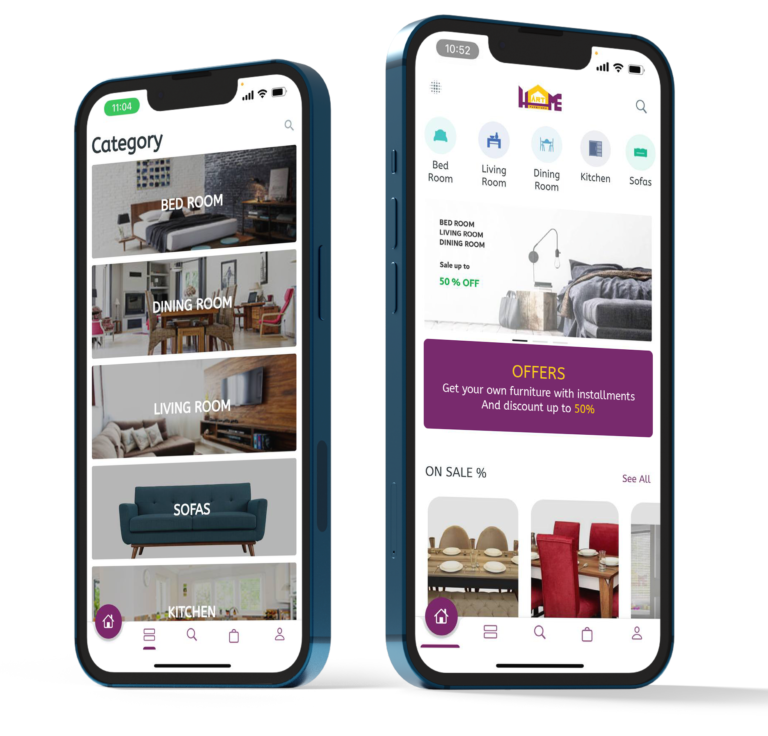 11:04
Category
BED ROOM
DINING ROOM
LIVING ROOM
SOFAS
KITCHEN
10:52
HOME
Bed
Room
Living
Room
Dining
Room
Kitchen
Sofas
BED ROOM
LIVING ROOM
DINING ROOM
Sale up to
50 % OFF
OFFERS
Get your own furniture with installments
And discount up to 50%
ON SALE %
See All